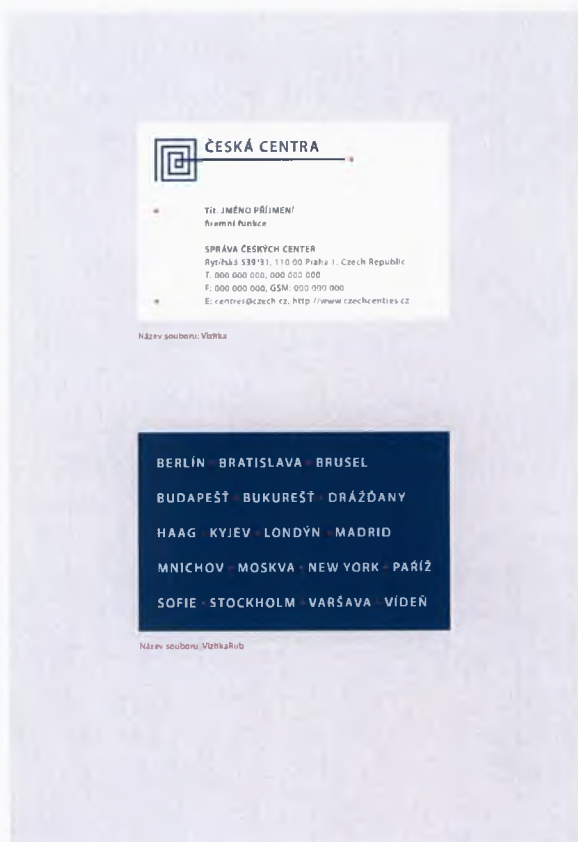 ČESKÁ CENTRA
Tit. JMÉNO PŘÍJMENÍ
firemní funkce
SPRÁVA ČESKÝCH CENTER
Rytířská 539/31, 110 00 Praha 1, Czech Republic
T: 000 000 000, 000 000 000
F: 000 000 000, GSM: 000 000 000
E: centres@czech.cz, http://www.czechcentres.cz
Název souboru: Vizitka
BERLÍN • BRATISLAVA • BRUSEL
BUDAPEŠŤ • BUKUREŠŤ • DRÁŽĎANY
HAAG • KYJEV • LONDÝN • MADRID
MNICHOV • MOSKVA • NEW YORK • PAŘÍŽ
SOFIE • STOCKHOLM • VARŠAVA • VÍDEŇ
Název souboru: VizitkaRub